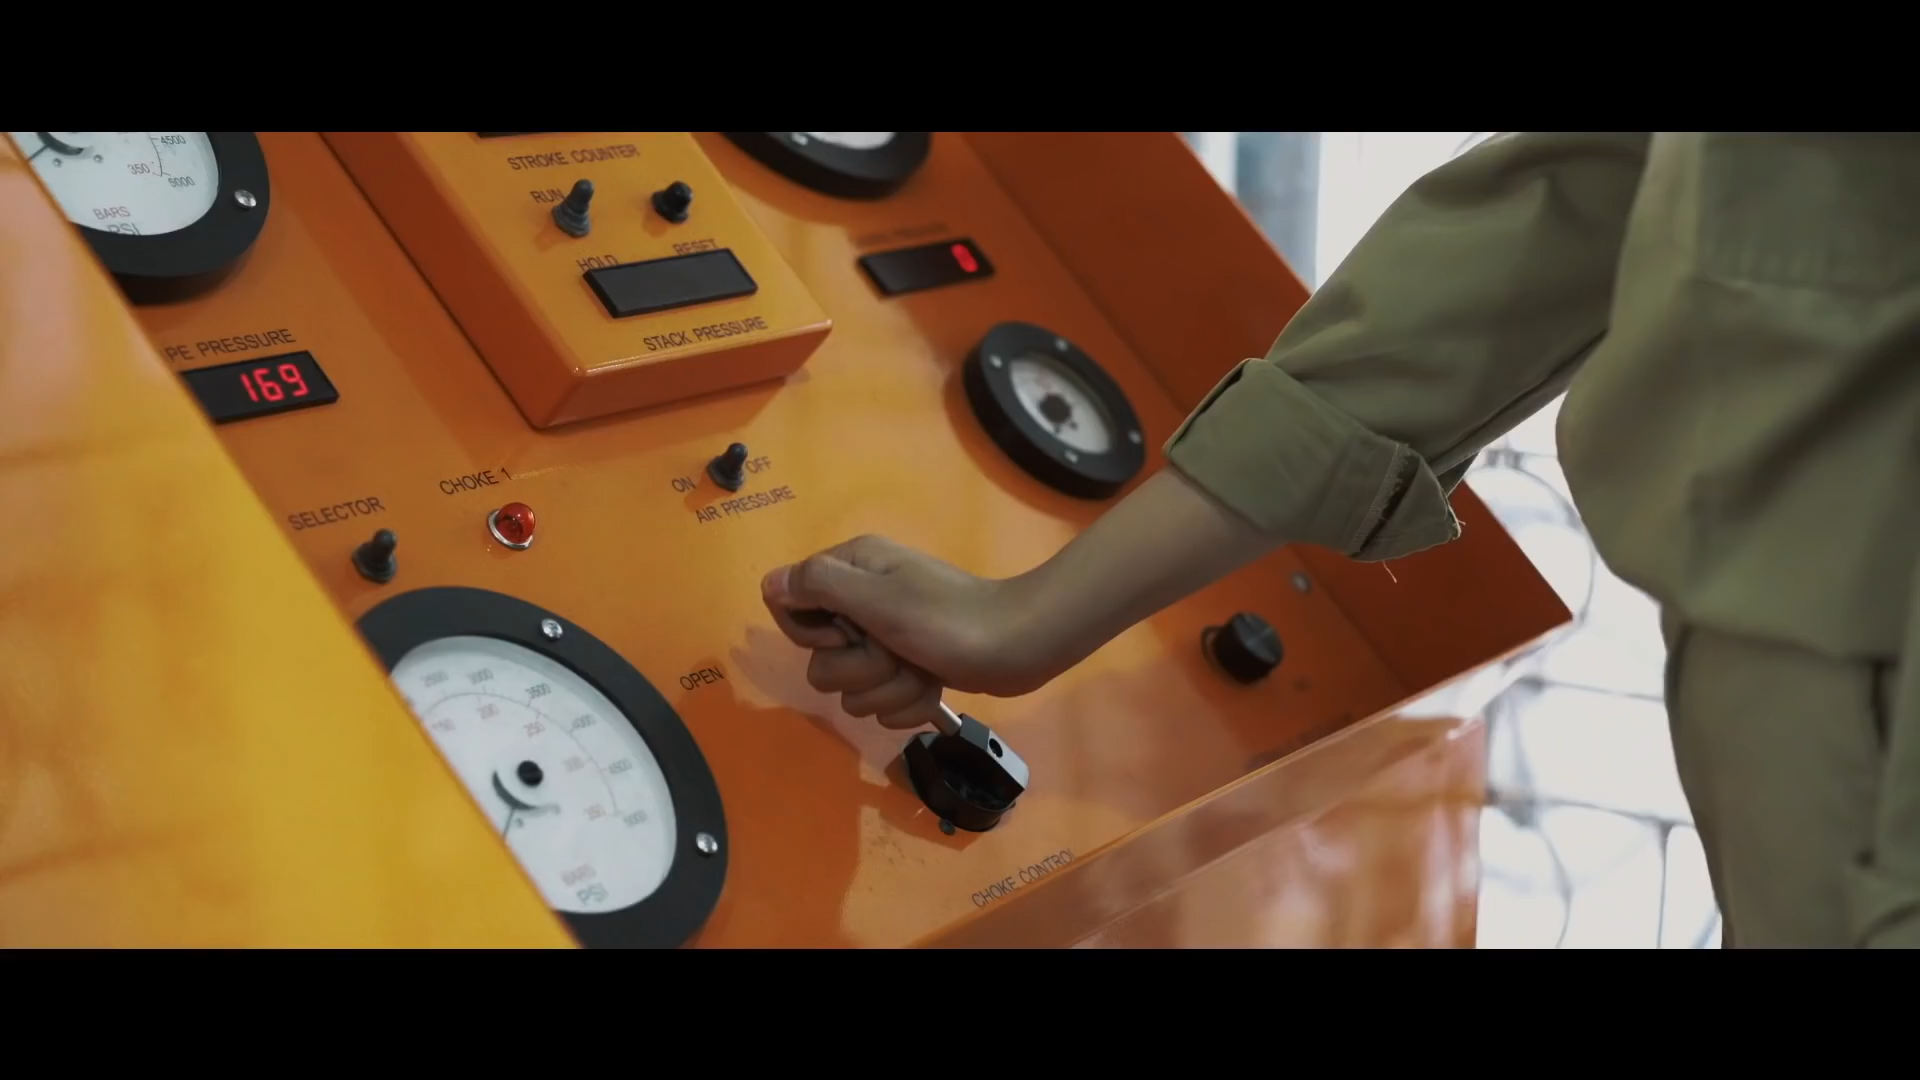 4500
350
5000
BARS
PSI
STROKE COUNTER
RUN
HOLD
RESET
STACK PRESSURE
0
PE PRESSURE
169
CHOKE 1
SELECTOR
ON
OFF
AIR PRESSURE
OPEN
2500
3000
3500
4000
4500
5000
150
200
250
300
350
BARS
PSI
CHOKE CONTROL